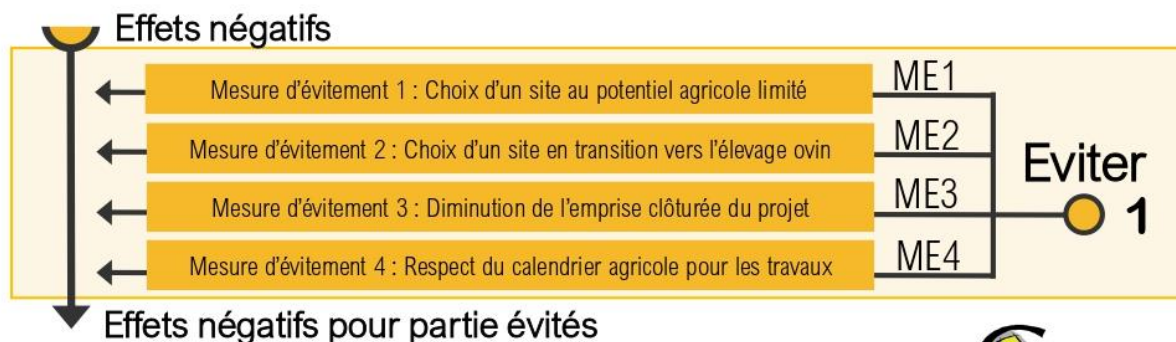 Effets négatifs
Mesure d'évitement 1 : Choix d'un site au potentiel agricole limité
ME1
Mesure d'évitement 2 : Choix d'un site en transition vers l'élevage ovin
ME2
Mesure d'évitement 3 : Diminution de l'emprise clôturée du projet
ME3
Mesure d'évitement 4 : Respect du calendrier agricole pour les travaux
ME4
Eviter
1
Effets négatifs pour partie évités